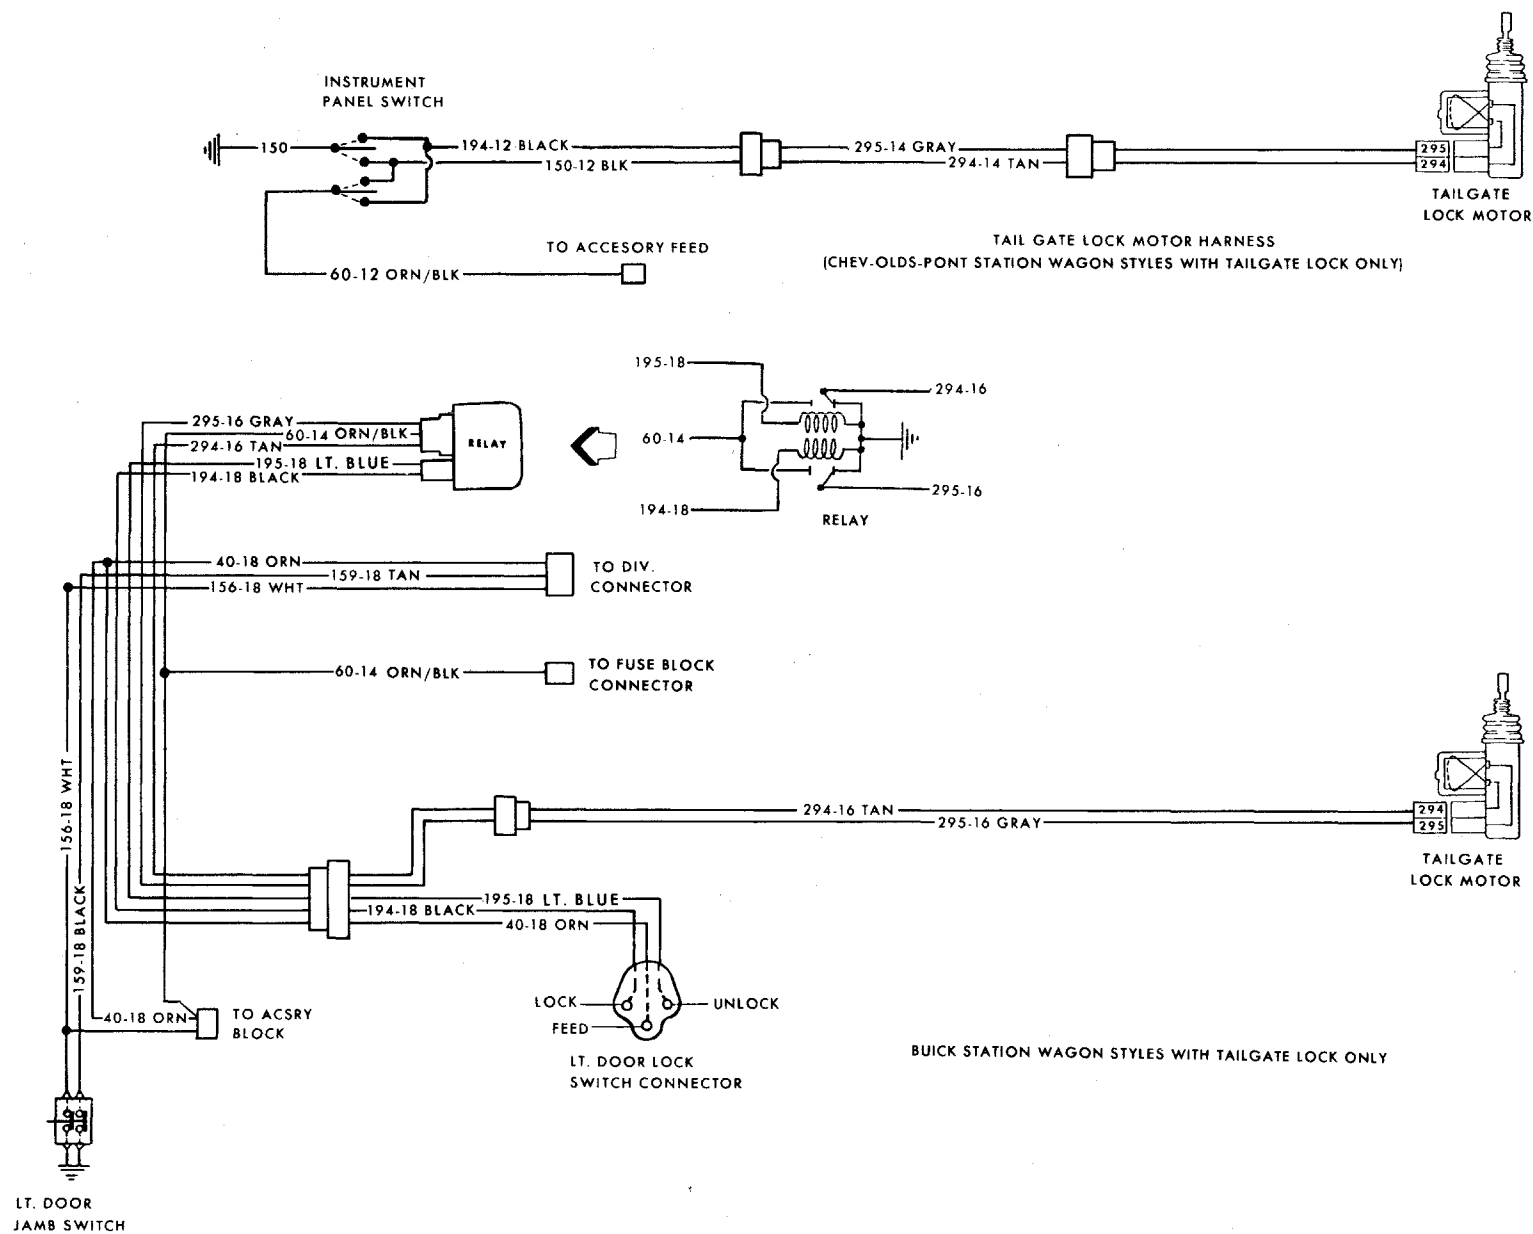 INSTRUMENT
PANEL SWITCH
150
194-12 BLACK
150-12 BLK
295-14 GRAY
294-14 TAN
295
294
TAILGATE
LOCK MOTOR
TO ACCESORY FEED
60-12 ORN/BLK
TAIL GATE LOCK MOTOR HARNESS
(CHEV-OLDS-PONT STATION WAGON STYLES WITH TAILGATE LOCK ONLY)
295-16 GRAY
60-14 ORN/BLK
294-16 TAN
195-18 LT. BLUE
194-18 BLACK
RELAY
195-18
294-16
60-14
295-16
194-18
RELAY
40-18 ORN
159-18 TAN
156-18 WHT
TO DIV.
CONNECTOR
60-14 ORN/BLK
TO FUSE BLOCK
CONNECTOR
156-18 WHT
159-18 BLACK
294-16 TAN
295-16 GRAY
294
295
TAILGATE
LOCK MOTOR
195-18 LT. BLUE
194-18 BLACK
40-18 ORN
LOCK
UNLOCK
FEED
LT. DOOR LOCK
SWITCH CONNECTOR
40-18 ORN
TO ACSRY
BLOCK
BUICK STATION WAGON STYLES WITH TAILGATE LOCK ONLY
LT. DOOR
JAMB SWITCH